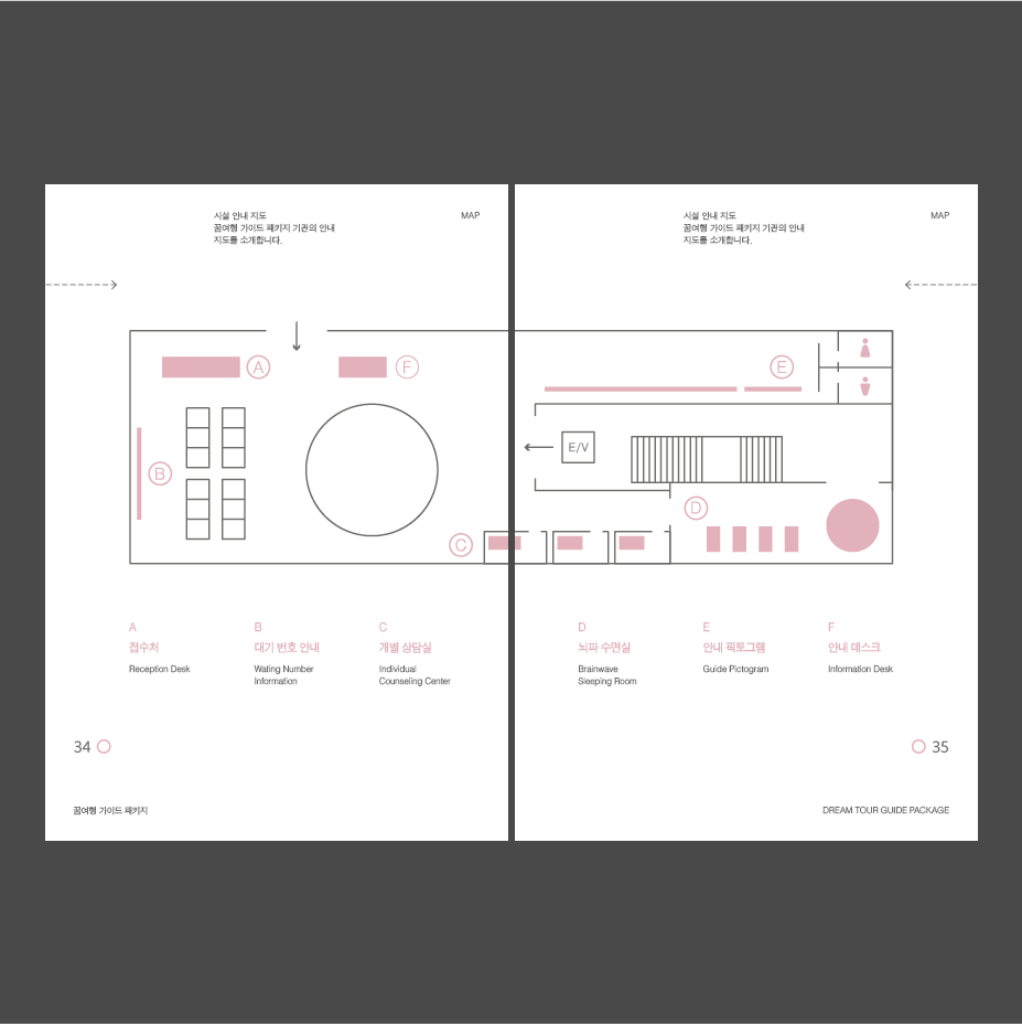 시설 안내 지도
꿈여행 가이드 패키지 기관의 안내
지도를 소개합니다.
MAP
A
F
B
C
A
접수처
Reception Desk
B
대기 번호 안내
Wating Number
Information
C
개별 상담실
Individual
Counseling Center
34
꿈여행 가이드 패키지
시설 안내 지도
꿈여행 가이드 패키지 기관의 안내
지도를 소개합니다.
MAP
E
E/V
D
D
뇌파 수면실
Brainwave
Sleeping Room
E
안내 픽토그램
Guide Pictogram
F
안내 데스크
Information Desk
35
DREAM TOUR GUIDE PACKAGE